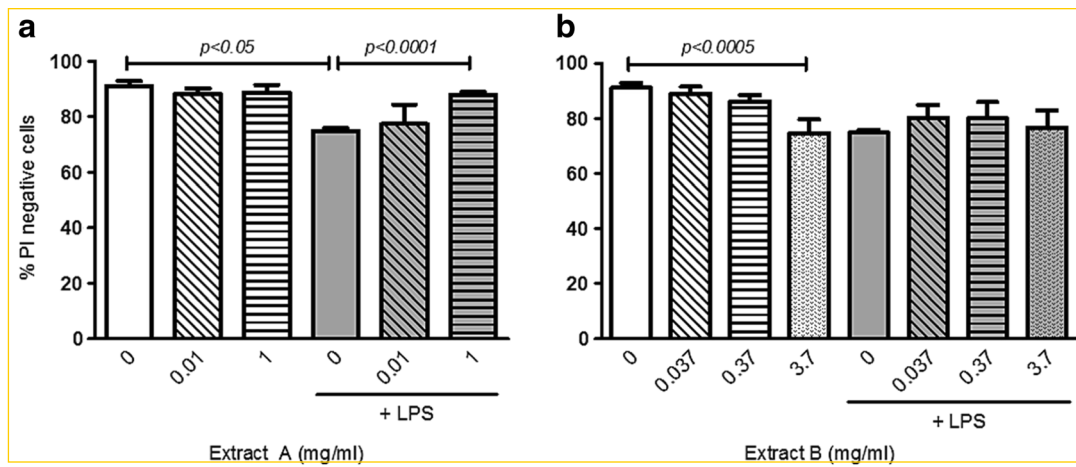 a
p<0.05
p<0.0001
% PI negative cells
100
80
60
40
20
0
0
0.01
1
0
0.01
1
+ LPS
Extract A (mg/ml)
b
p<0.0005
100
80
60
40
20
0
0
0.037
0.37
3.7
0
0.037
0.37
3.7
+ LPS
Extract B (mg/ml)